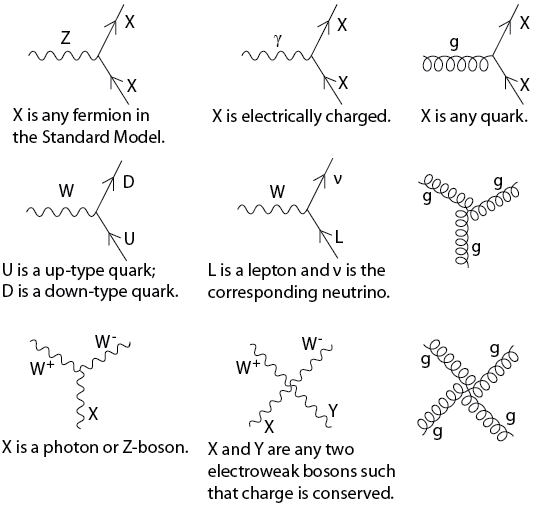 Z
X
X
X is any fermion in
the Standard Model.
γ
X
X
X is electrically charged.
g
X
X
X is any quark.
W
D
U
U is a up-type quark;
D is a down-type quark.
W
ν
L
L is a lepton and ν is the
corresponding neutrino.
g
g
g
W+
W-
X
X is a photon or Z-boson.
W+
W-
X
Y
X and Y are any two
electroweak bosons such
that charge is conserved.
g
g
g
g